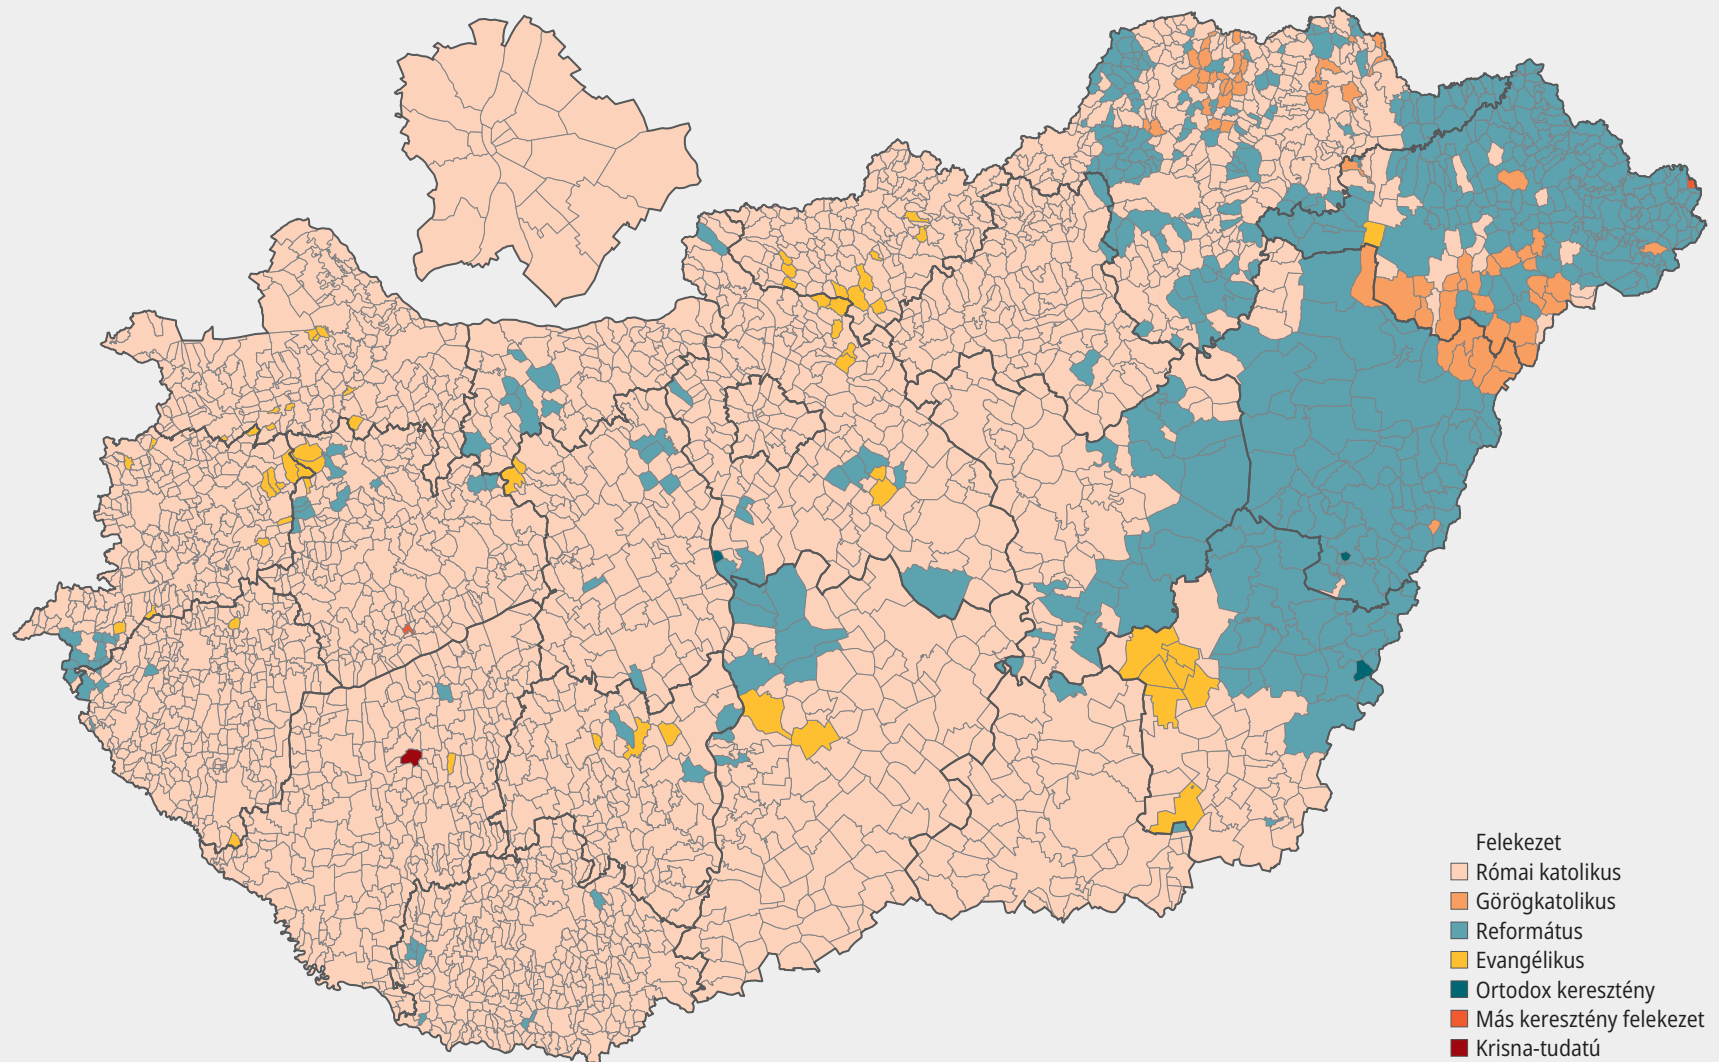 Felekezet
Római katolikus
Görögkatolikus
Református
Evangélikus
Ortodox keresztény
Más keresztény felekezet
Krisna-tudatú